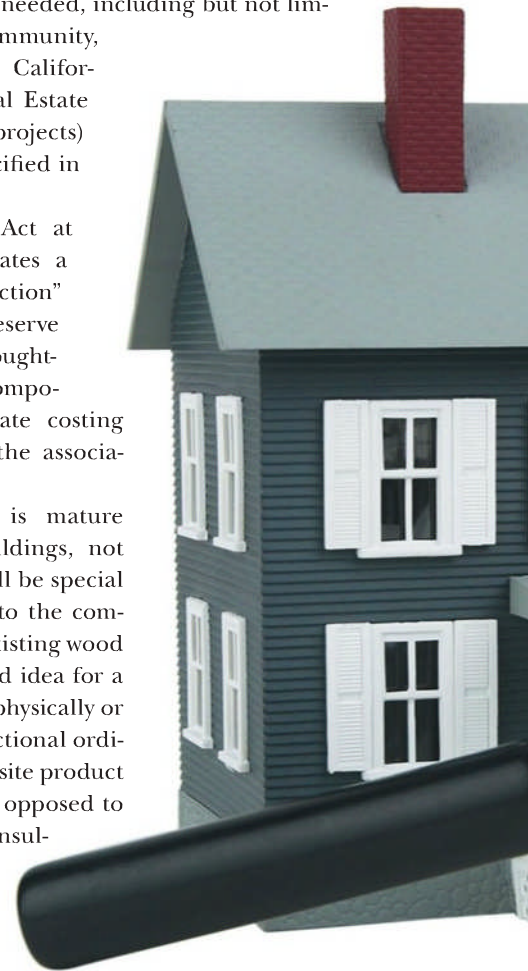 needed, including but not lim-
mmunity,
Califor-
al Estate
projects)
cified in
Act at
ates a
ction”
eserve
ought-
ompo-
ate costing
the associa-
is mature
ldings, not
ll be special
to the com-
isting wood
d idea for a
physically or
ctional ordi-
site product
opposed to
nsul-